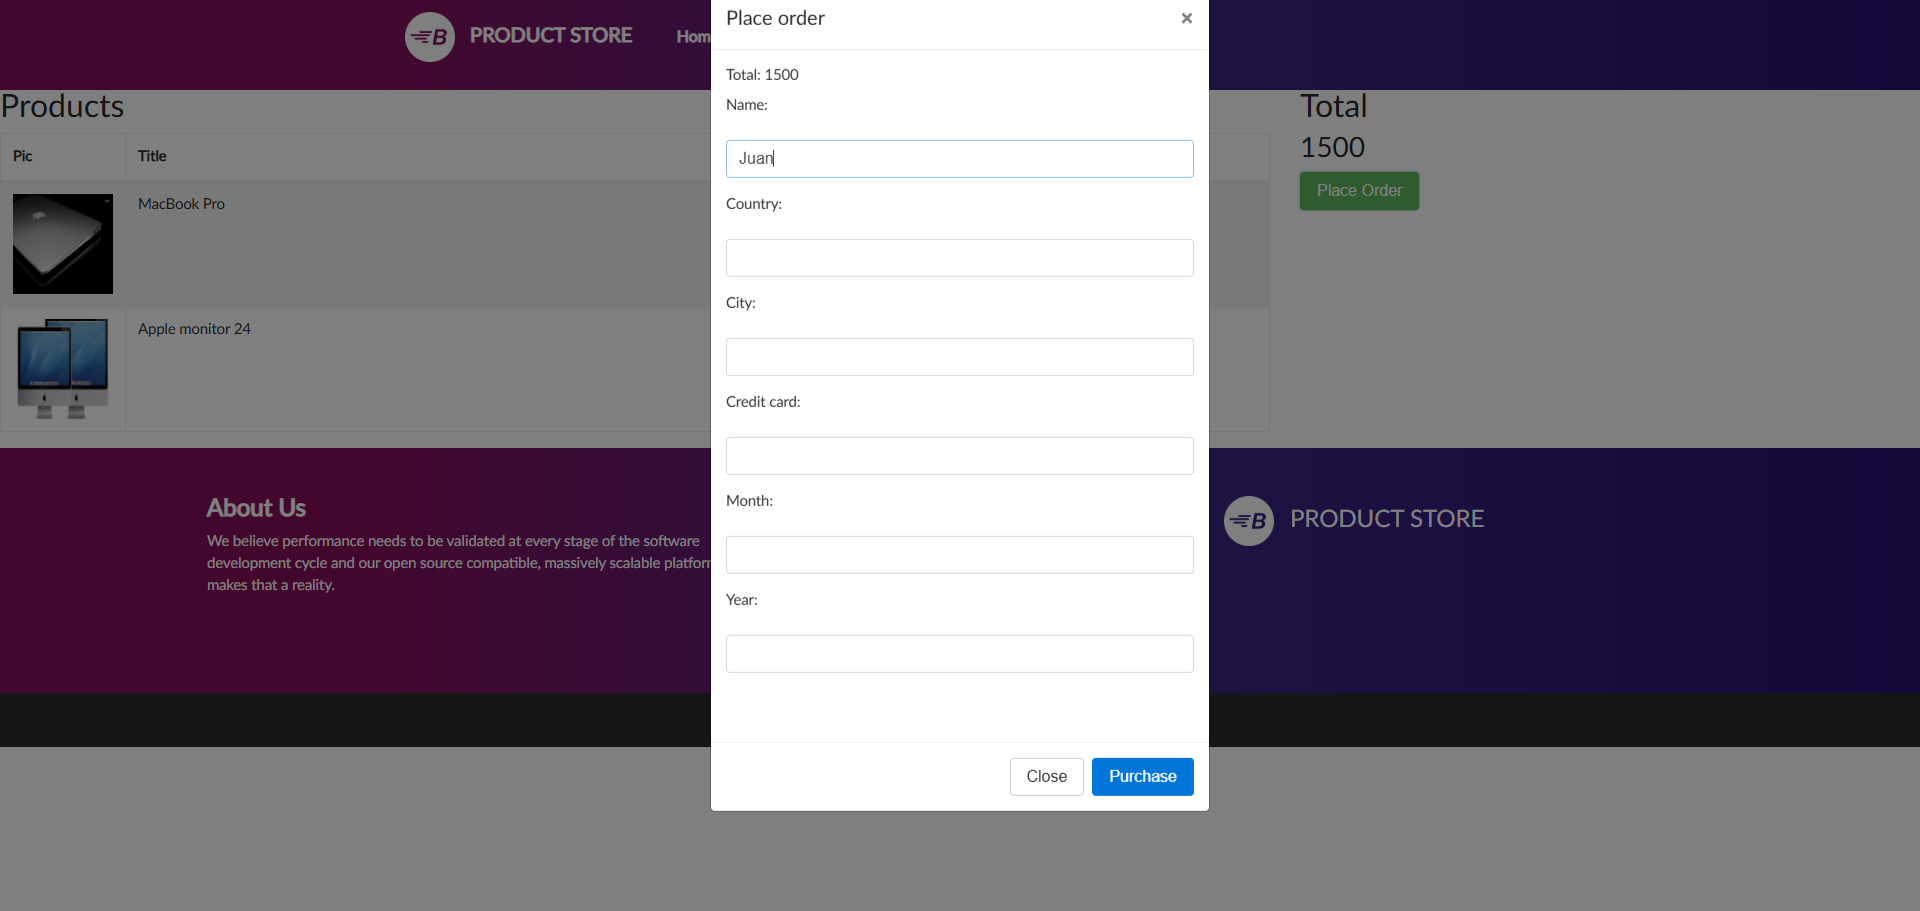 PRODUCT STORE
Hom
Place order
×
Products
Pic
Title
MacBook Pro
Apple monitor 24
Total: 1500
Name:
Juan
Country:
City:
Credit card:
Month:
Year:
Close
Purchase
Total
1500
Place Order
About Us
We believe performance needs to be validated at every stage of the software
development cycle and our open source compatible, massively scalable platfor
makes that a reality.
B
PRODUCT STORE